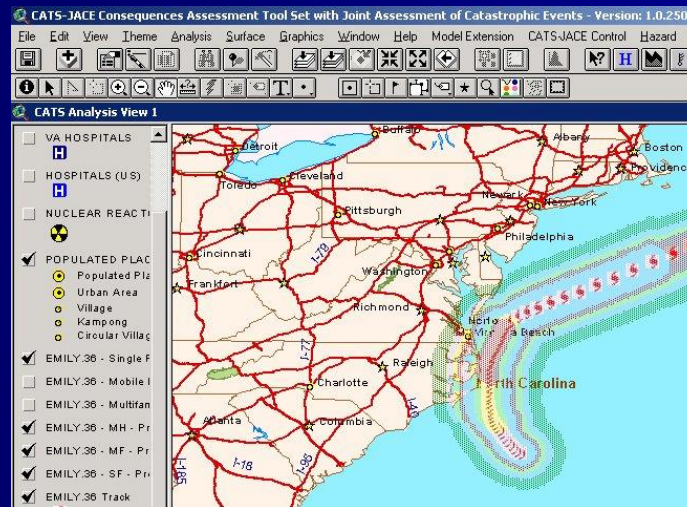 CATS-JACE Consequences Assessment Tool Set with Joint Assessment of Catastrophic Events - Version: 1.0.250
File Edit View Theme Analysis Surface Graphics Window Help Model Extension CATS-JACE Control Hazard
CATS Analysis View 1
VA HOSPITALS
H
HOSPITALS (US)
H
NUCLEAR REACT
POPULATED PLAC
Populated Pla
Urban Area
Village
Kampong
Circular Villag
EMILY.36 - Single F
EMILY.36 - Mobile
EMILY.36 - Multifan
EMILY.36 - MH - Pr
EMILY.36 - MF - Pr
EMILY.36 - SF - Pr
EMILY.36 Track
Buffalo
Albany
Boston
Detroit
Providenc
Toledo
Cleveland
Newark
New York
Pittsburgh
Philadelphia
I-79
Cincinnati
Washington
Frankfort
Richmond
Beach
I-77
Raleigh
North Carolina
Charlotte
I-40
Atlanta
Columbia
I-18
I-95
I-185